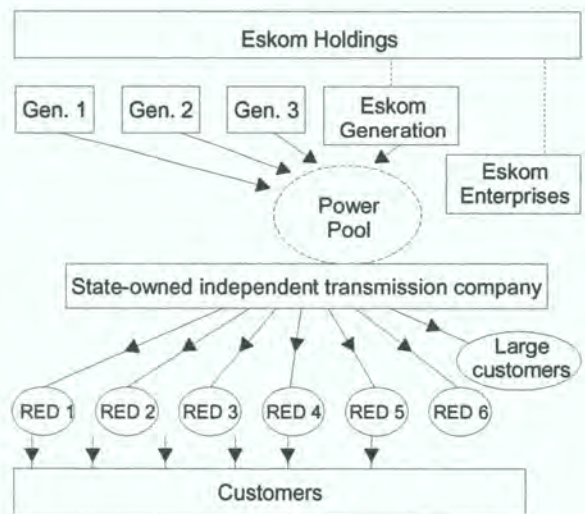 Eskom Holdings
Gen. 1
Gen. 2
Gen. 3
Eskom
Generation
Eskom
Enterprises
Power
Pool
State-owned independent transmission company
Large
customers
RED 1
RED 2
RED 3
RED 4
RED 5
RED 6
Customers